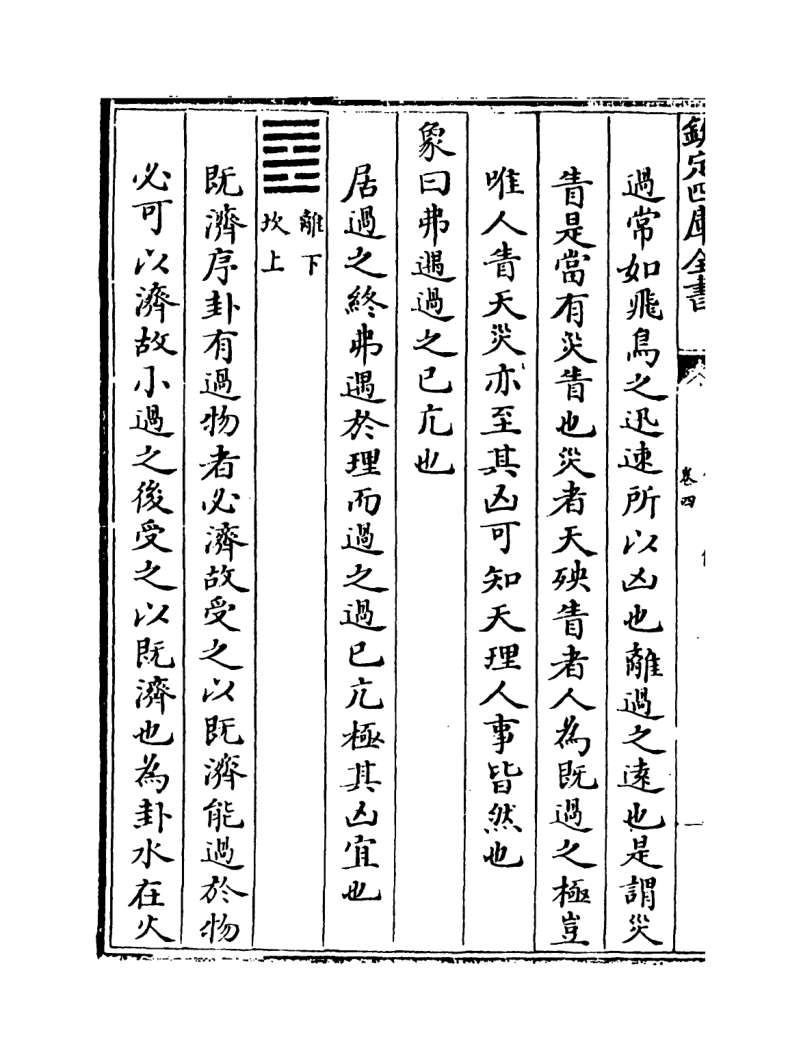 欽定四庫全書
卷四
過常如飛鳥之迅速所以凶也離過之遠也是謂災
眚是當有災眚也災者天殃眚者人為既過之極豈
唯人眚天災亦至其凶可知天理人事皆然也
象曰弗遇過之已亢也
居過之終弗遇於理而過之過已亢極其凶宜也
離下
坎上
既濟序卦有過物者必濟故受之以既濟能過於物
必可以濟故小過之後受之以既濟也為卦水在火